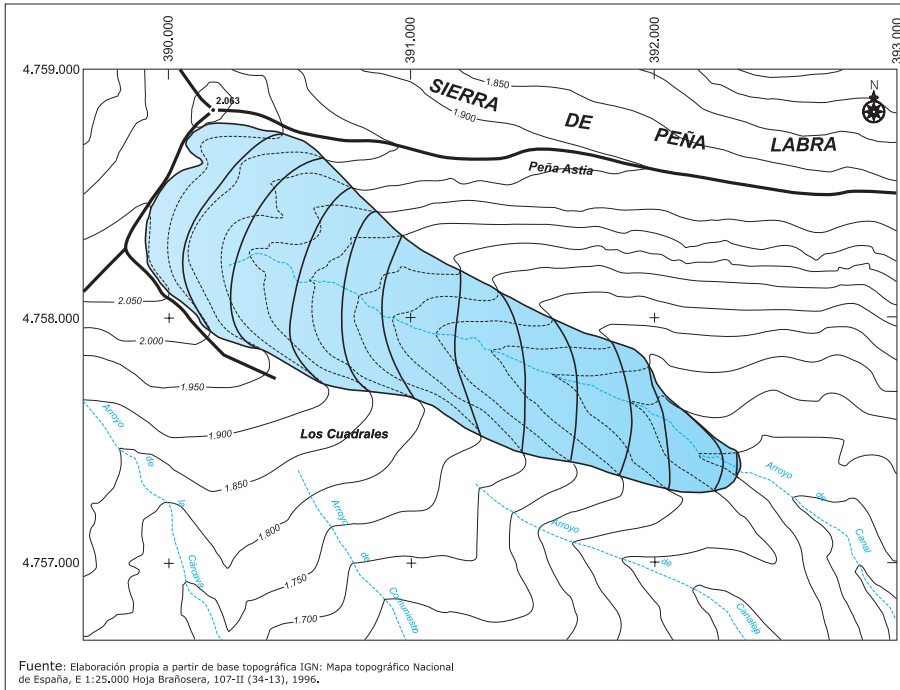 390.000
391.000
392.000
393.000
4.759.000
4.758.000
4.757.000
2.063
1.850
1.900
SIERRA DE PEÑA LABRA
N
Peña Astia
2.050
2.000
1.950
1.900
1.850
1.800
1.750
1.700
Los Cuadrales
Arroyo de la Cárcava
Arroyo de Comuniesto
Arroyo de Canaleja
Arroyo de Canal
Fuente: Elaboración propia a partir de base topográfica IGN: Mapa topográfico Nacional
de España, E 1:25.000 Hoja Brañosera, 107-II (34-13), 1996.